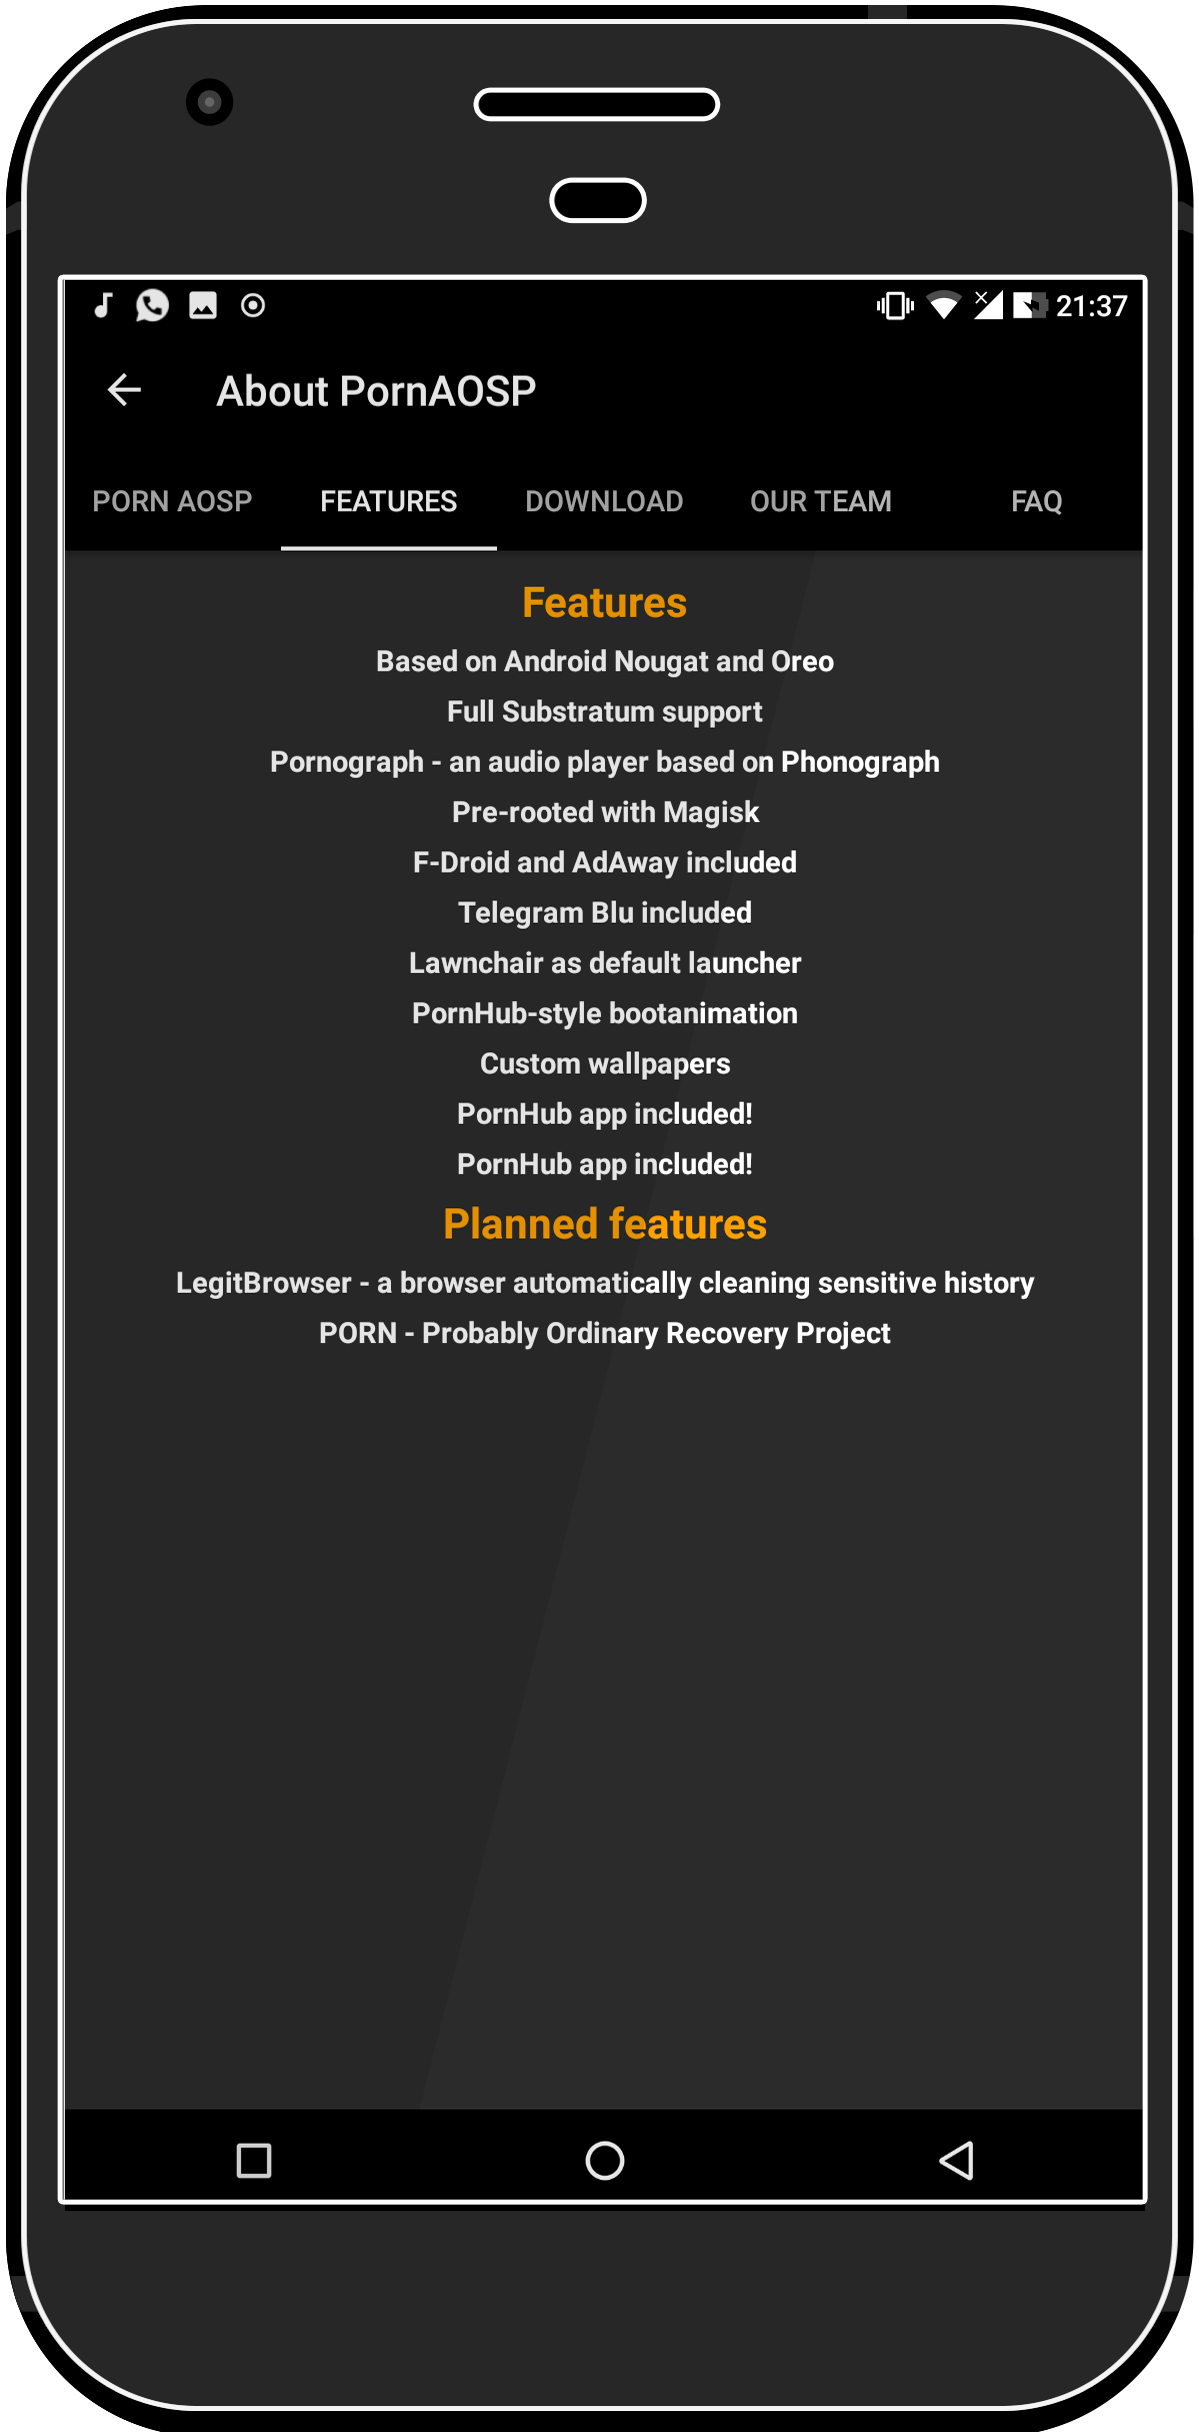 21:37
About PornAOSP
PORN AOSP
FEATURES
DOWNLOAD
OUR TEAM
FAQ
Features
Based on Android Nougat and Oreo
Full Substratum support
Pornograph - an audio player based on Phonograph
Pre-rooted with Magisk
F-Droid and AdAway included
Telegram Blu included
Lawnchair as default launcher
PornHub-style bootanimation
Custom wallpapers
PornHub app included!
PornHub app included!
Planned features
LegitBrowser - a browser automatically cleaning sensitive history
PORN - Probably Ordinary Recovery Project